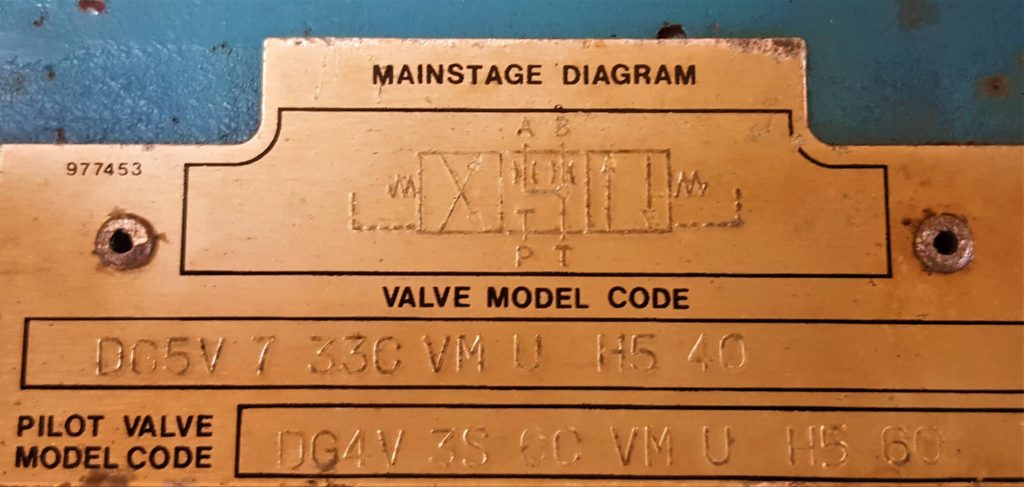 MAINSTAGE DIAGRAM
977453
A B
P T
VALVE MODEL CODE
DG5V 7 33C VM U H5 40
PILOT VALVE
MODEL CODE
DG4V 3S 6C VM U H5 60